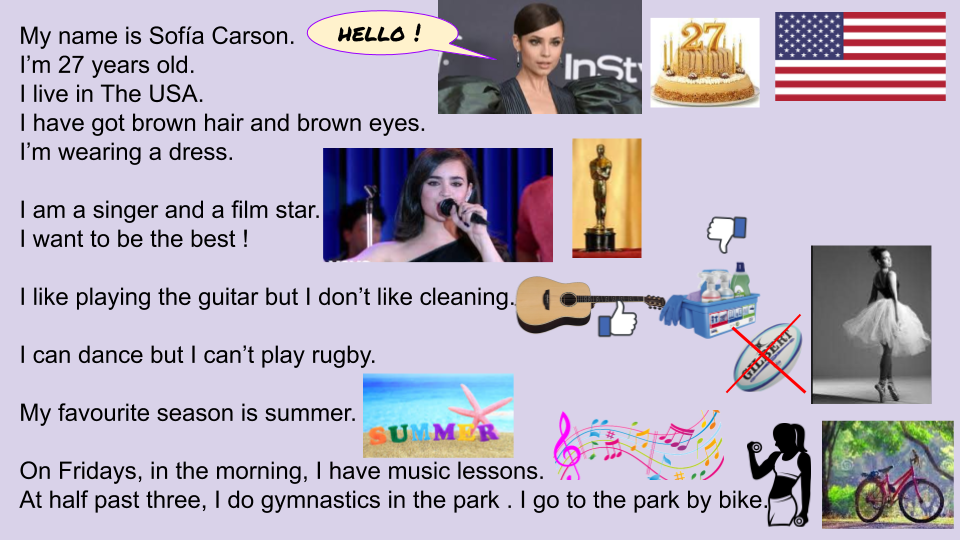 My name is Sofía Carson.
HELLO !
I'm 27 years old.
I live in The USA.
I have got brown hair and brown eyes.
I'm wearing a dress.
InSty
27
I am a singer and a film star.
I want to be the best !
I like playing the guitar but I don't like cleaning.
GILBERT
I can dance but I can't play rugby.
My favourite season is summer.
SUMMER
On Fridays, in the morning, I have music lessons.
At half past three, I do gymnastics in the park . I go to the park by bike.